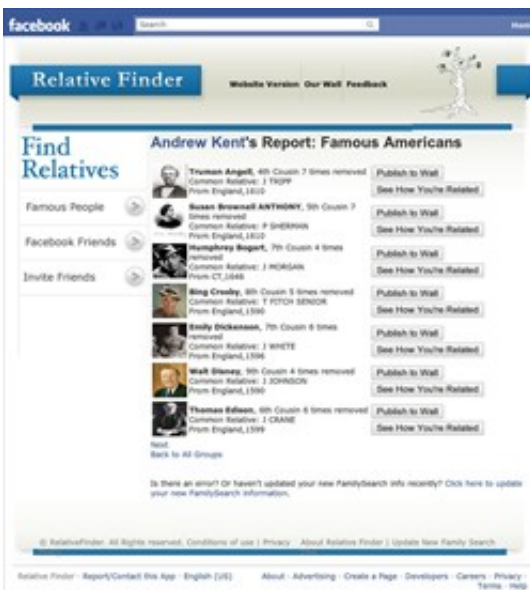 facebook
Search
Home
Relative Finder
Website Version Our Wall Feedback
Find
Relatives
Famous People
Facebook Friends
Invite Friends
Andrew Kent's Report: Famous Americans
Truman Angell, 4th Cousin 7 times removed
Common Relative: J TRIPP
From England,1610
Publish to Wall
See How You're Related
Susan Brownell ANTHONY, 5th Cousin 7
times removed
Common Relative: P SHERMAN
From England,1610
Publish to Wall
See How You're Related
Humphrey Bogart, 7th Cousin 4 times
removed
Common Relative: J MORGAN
From CT,1646
Publish to Wall
See How You're Related
Bing Crosby, 8th Cousin 5 times removed
Common Relative: T FITCH SENIOR
From England,1590
Publish to Wall
See How You're Related
Emily Dickenson, 7th Cousin 6 times
removed
Common Relative: J WHITE
From England,1596
Publish to Wall
See How You're Related
Walt Disney, 9th Cousin 4 times removed
Common Relative: J JOHNSON
From England,1590
Publish to Wall
See How You're Related
Thomas Edison, 6th Cousin 6 times removed
Common Relative: J CRANE
From England,1599
Publish to Wall
See How You're Related
Next
Back to All Groups
Is there an error? Or haven't updated your new FamilySearch info recently? Click here to update
your new FamilySearch information.
© RelativeFinder. All Rights reserved. Conditions of use | Privacy About Relative Finder | Update New Family Search
Relative Finder · Report/Contact this App · English (US) About · Advertising · Create a Page · Developers · Careers · Privacy ·
Terms · Help